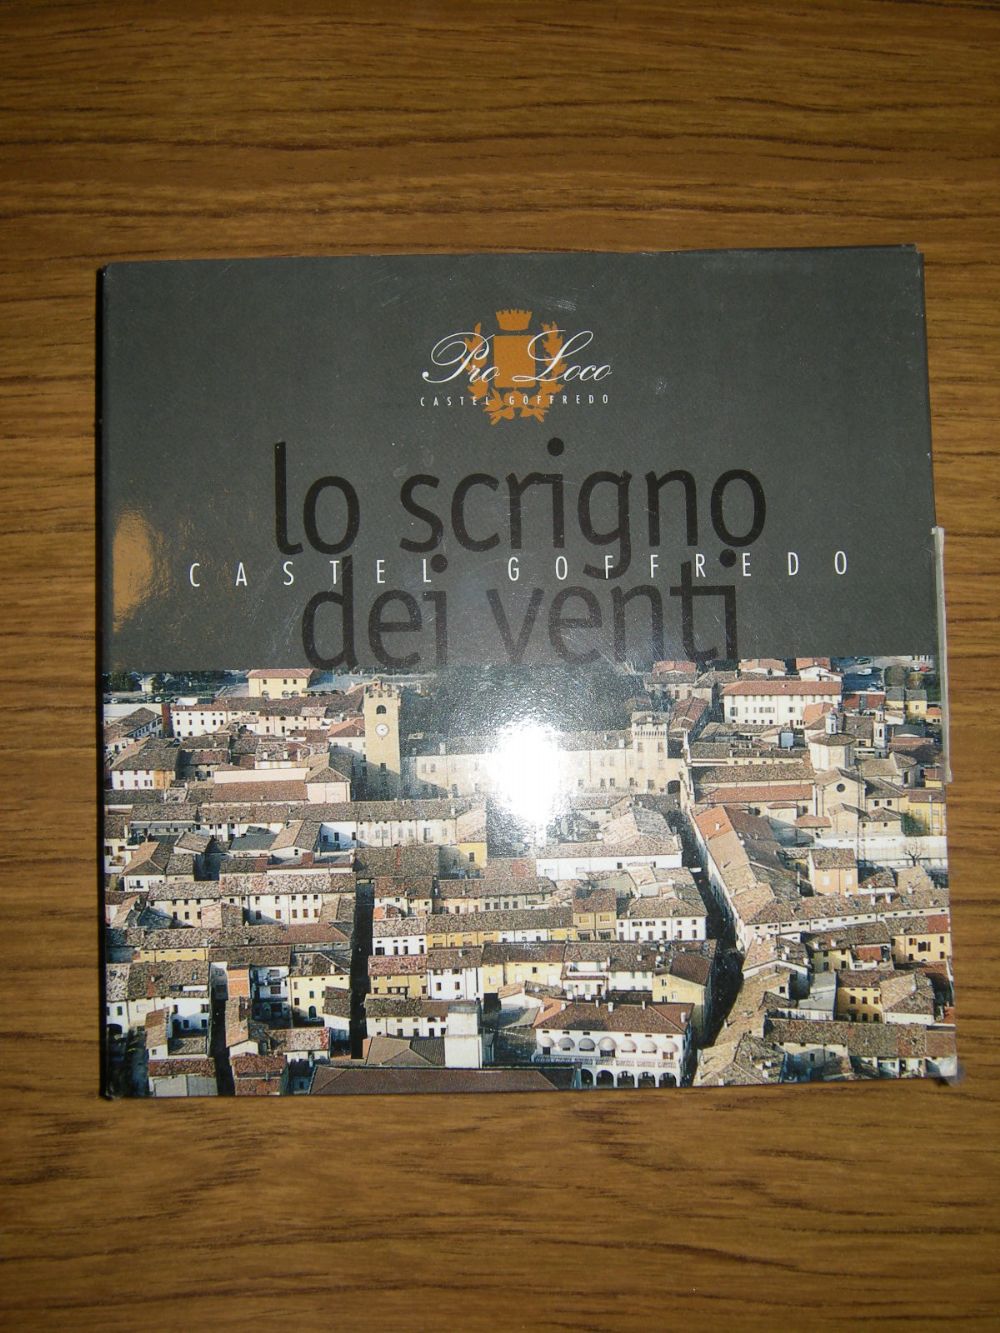 Pro Loco
CASTEL GOFFREDO
lo scrigno
CASTEL GOFFREDO
dei venti